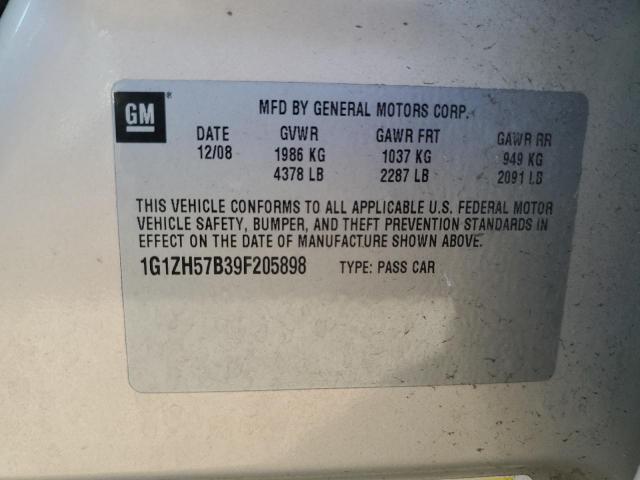 GM® MFD BY GENERAL MOTORS CORP.
DATE GVWR GAWR FRT GAWR RR
12/08 1986 KG 1037 KG 949 KG
4378 LB 2287 LB 2091 LB
THIS VEHICLE CONFORMS TO ALL APPLICABLE U.S. FEDERAL MOTOR
VEHICLE SAFETY, BUMPER, AND THEFT PREVENTION STANDARDS IN
EFFECT ON THE DATE OF MANUFACTURE SHOWN ABOVE.
1G1ZH57B39F205898 TYPE: PASS CAR